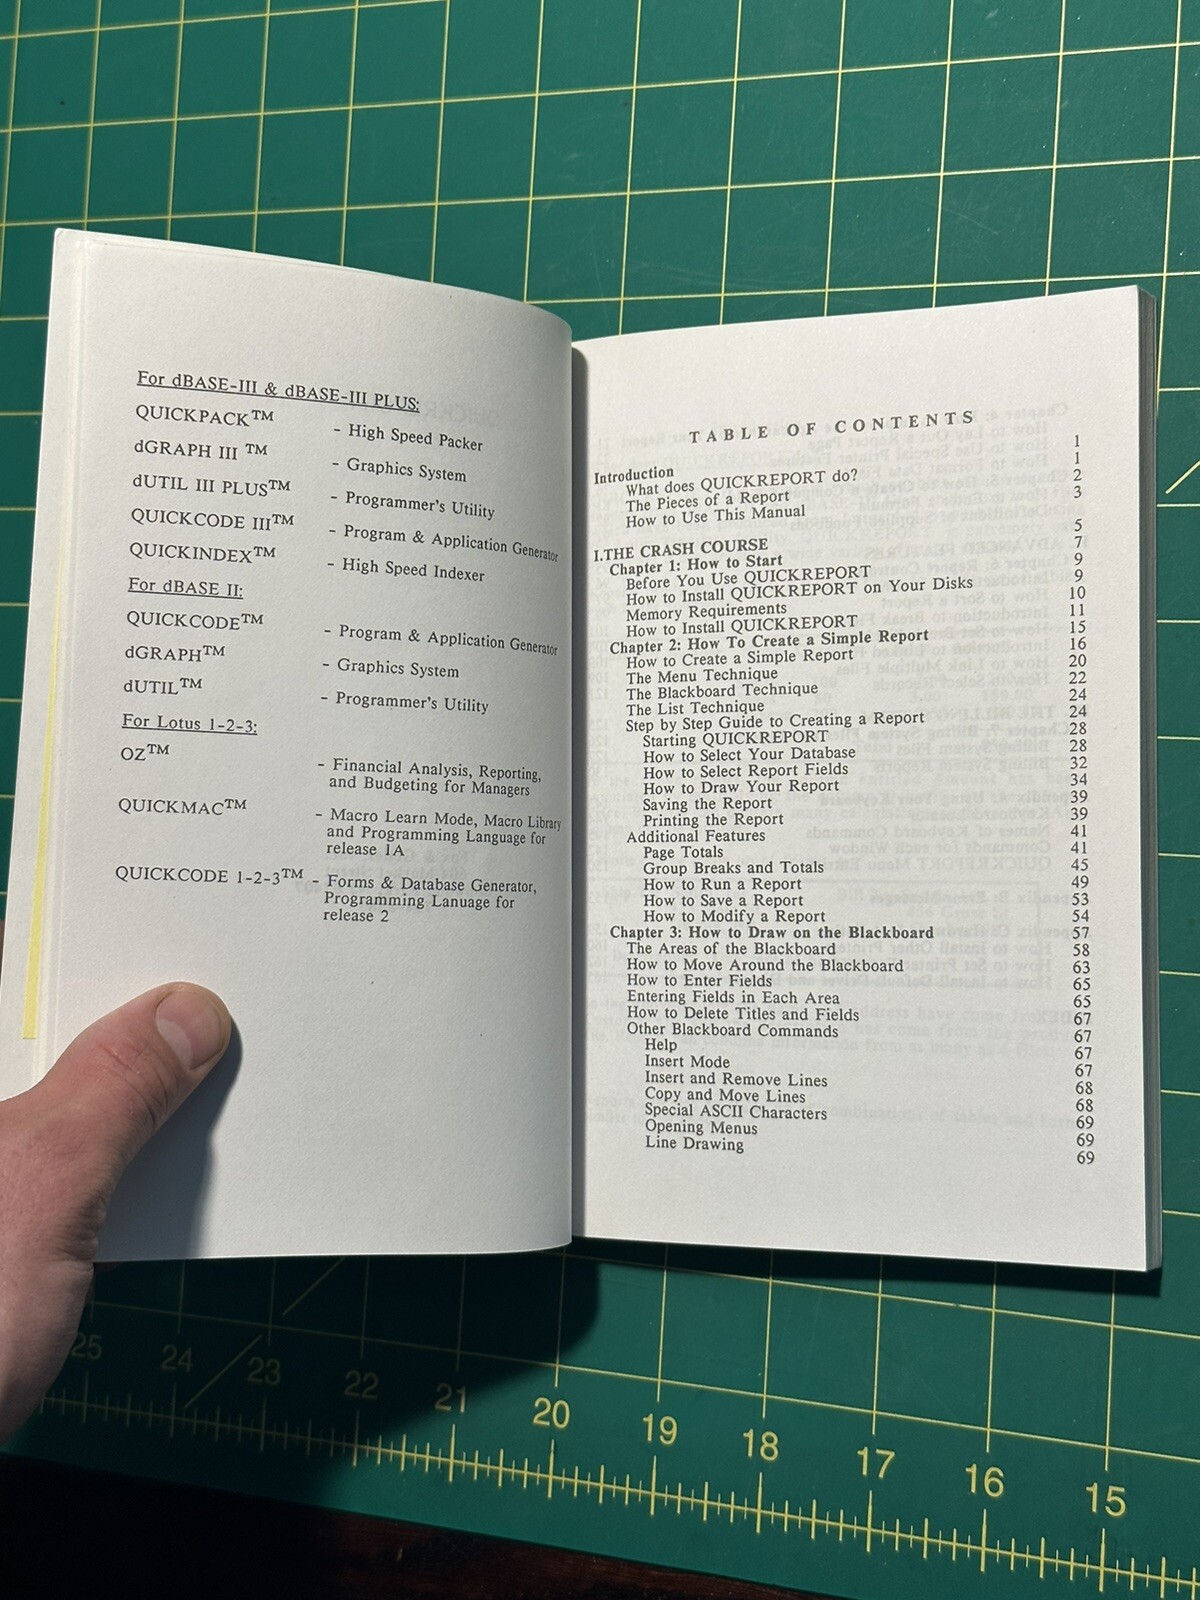 For dBASE-III & dBASE-III PLUS:
QUICKPACK™ - High Speed Packer
dGRAPH III ™ - Graphics System
dUTIL III PLUS™ - Programmer's Utility
QUICKCODE III™ - Program & Application Generator
QUICKINDEX™ - High Speed Indexer
For dBASE II:
QUICKCODE™ - Program & Application Generator
dGRAPH™ - Graphics System
dUTIL™ - Programmer's Utility
For Lotus 1-2-3:
OZ™ - Financial Analysis, Reporting,
and Budgeting for Managers
QUICKMAC™ - Macro Learn Mode, Macro Library
and Programming Language for
release 1A
QUICKCODE 1-2-3™ - Forms & Database Generator,
Programming Lanuage for
release 2
TABLE OF CONTENTS
Introduction 1
What does QUICKREPORT do? 1
The Pieces of a Report 2
How to Use This Manual 3
I.THE CRASH COURSE 5
Chapter 1: How to Start 7
Before You Use QUICKREPORT 9
How to Install QUICKREPORT on Your Disks 9
Memory Requirements 10
How to Install QUICKREPORT 11
Chapter 2: How To Create a Simple Report 15
How to Create a Simple Report 16
The Menu Technique 20
The Blackboard Technique 22
The List Technique 24
Step by Step Guide to Creating a Report 24
Starting QUICKREPORT 28
How to Select Your Database 28
How to Select Report Fields 32
How to Draw Your Report 34
Saving the Report 39
Printing the Report 39
Additional Features 41
Page Totals 41
Group Breaks and Totals 45
How to Run a Report 49
How to Save a Report 53
How to Modify a Report 54
Chapter 3: How to Draw on the Blackboard 57
The Areas of the Blackboard 58
How to Move Around the Blackboard 63
How to Enter Fields 65
Entering Fields in Each Area 65
How to Delete Titles and Fields 67
Other Blackboard Commands 67
Help 67
Insert Mode 67
Insert and Remove Lines 68
Copy and Move Lines 68
Special ASCII Characters 69
Opening Menus 69
Line Drawing 69
25 24 23 22 21 20 19 18 17 16 15